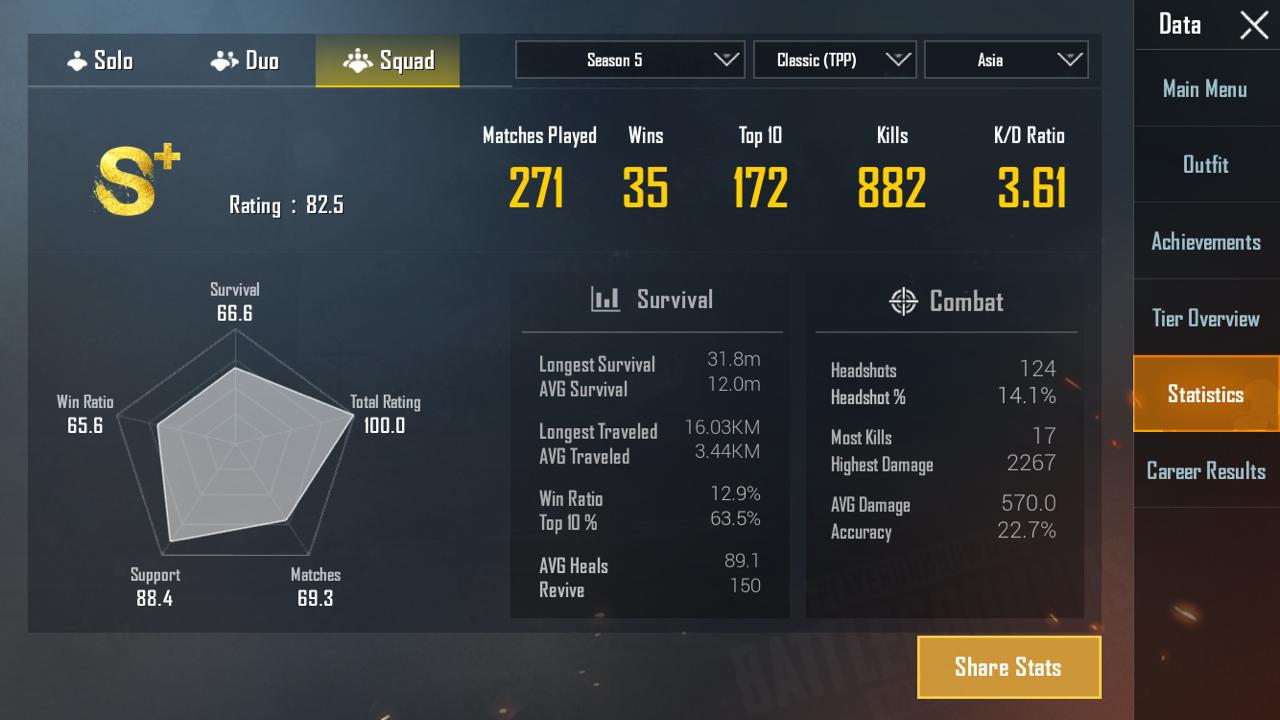 Solo
Duo
Squad
Season 5
Classic (TPP)
Asia
Data
Main Menu
Outfit
Achievements
Tier Overview
Statistics
Career Results
S+
Rating : 82.5
Matches Played Wins Top 10 Kills K/D Ratio
271 35 172 882 3.61
Survival
66.6
Win Ratio
65.6
Total Rating
100.0
Support
88.4
Matches
69.3
Survival
Longest Survival 31.8m
AVG Survival 12.0m
Longest Traveled 16.03KM
AVG Traveled 3.44KM
Win Ratio 12.9%
Top 10 % 63.5%
AVG Heals 89.1
Revive 150
Combat
Headshots 124
Headshot % 14.1%
Most Kills 17
Highest Damage 2267
AVG Damage 570.0
Accuracy 22.7%
Share Stats